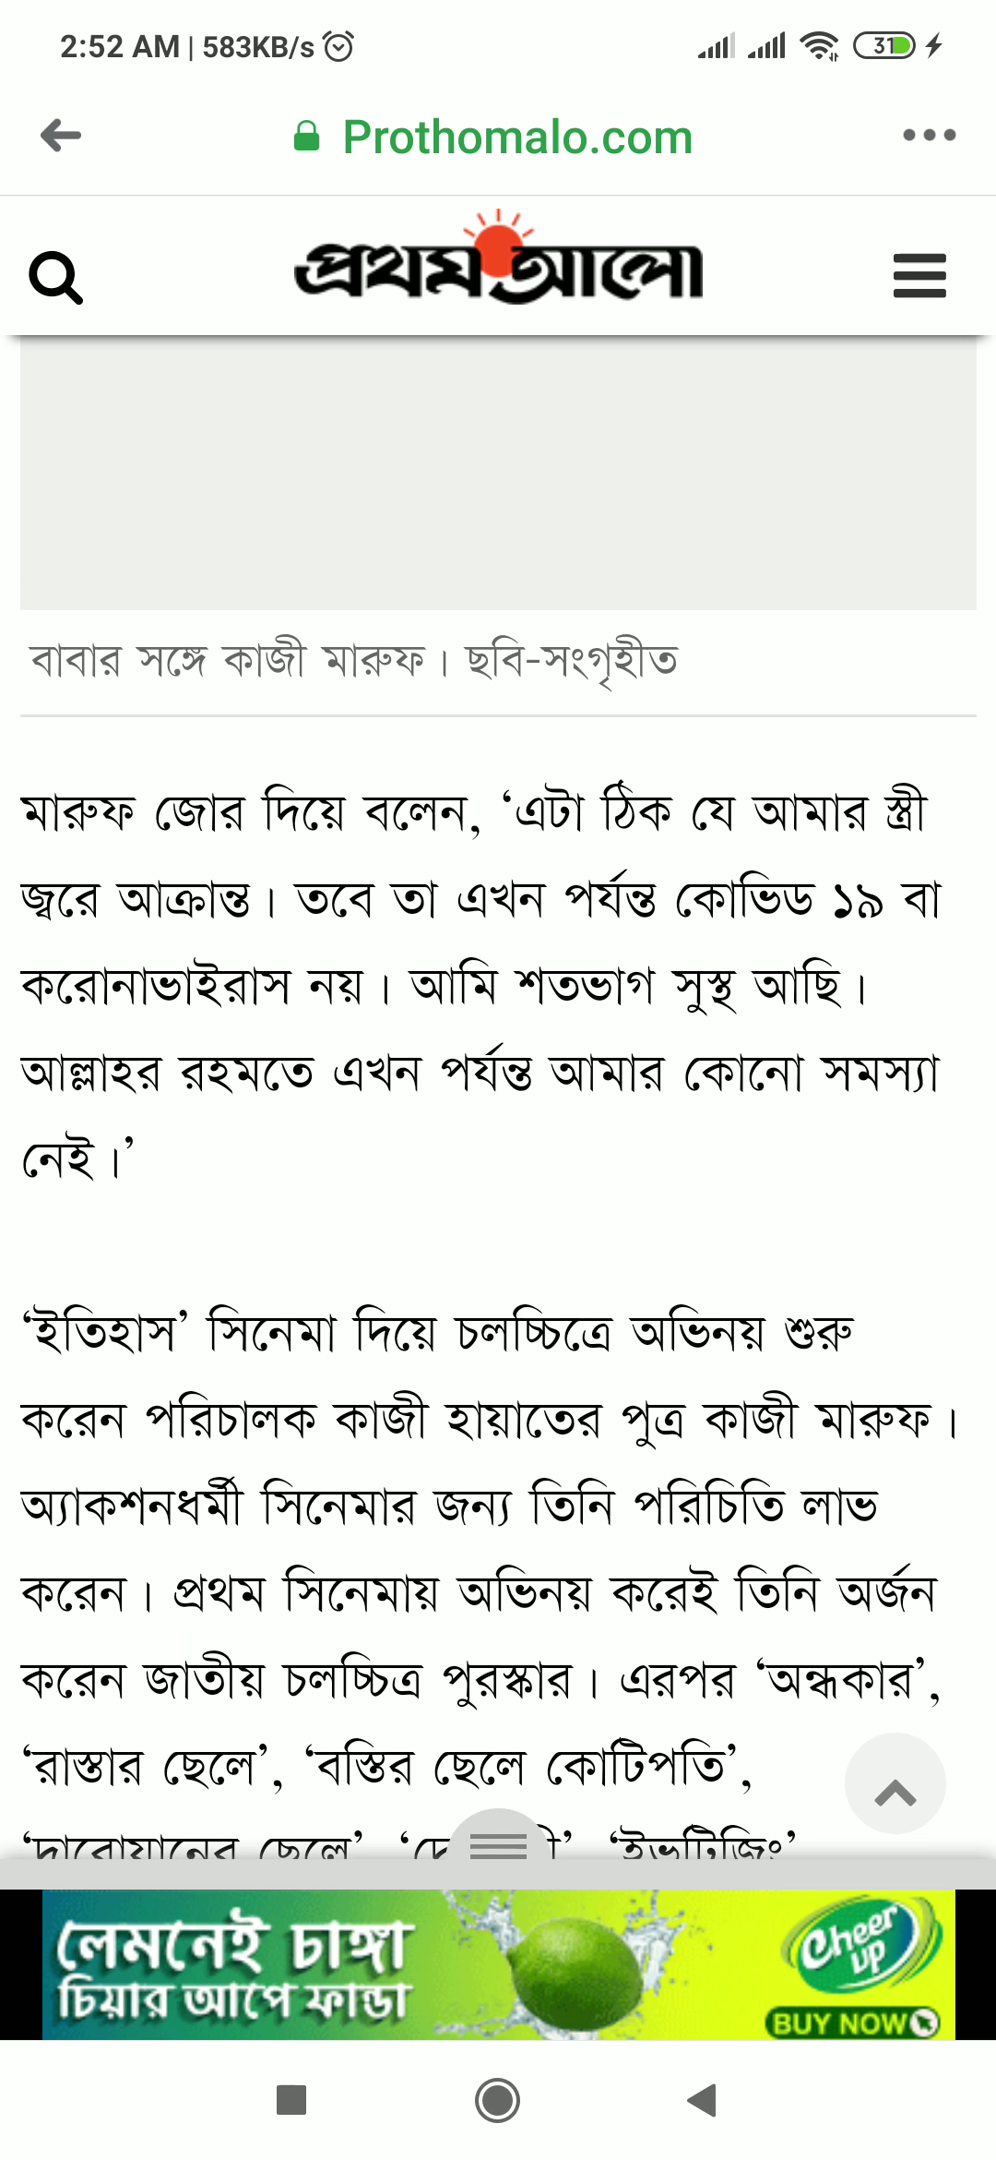 2:52 AM | 583KB/s
31
Prothomalo.com
প্রথম আলো
বাবার সঙ্গে কাজী মারুফ। ছবি-সংগৃহীত
মারুফ জোর দিয়ে বলেন, ‘এটা ঠিক যে আমার স্ত্রী
জ্বরে আক্রান্ত। তবে তা এখন পর্যন্ত কোভিড ১৯ বা
করোনাভাইরাস নয়। আমি শতভাগ সুস্থ আছি।
আল্লাহর রহমতে এখন পর্যন্ত আমার কোনো সমস্যা
নেই।’
‘ইতিহাস’ সিনেমা দিয়ে চলচ্চিত্রে অভিনয় শুরু
করেন পরিচালক কাজী হায়াতের পুত্র কাজী মারুফ।
অ্যাকশনধর্মী সিনেমার জন্য তিনি পরিচিতি লাভ
করেন। প্রথম সিনেমায় অভিনয় করেই তিনি অর্জন
করেন জাতীয় চলচ্চিত্র পুরস্কার। এরপর ‘অন্ধকার’,
‘রাস্তার ছেলে’, ‘বস্তির ছেলে কোটিপতি’,
‘দারোয়ানের ছেলে’, ‘ইভটিজিং’
লেমনেই চাঙ্গা
চিয়ার আপে ফান্ডা
Cheer
up
BUY NOW